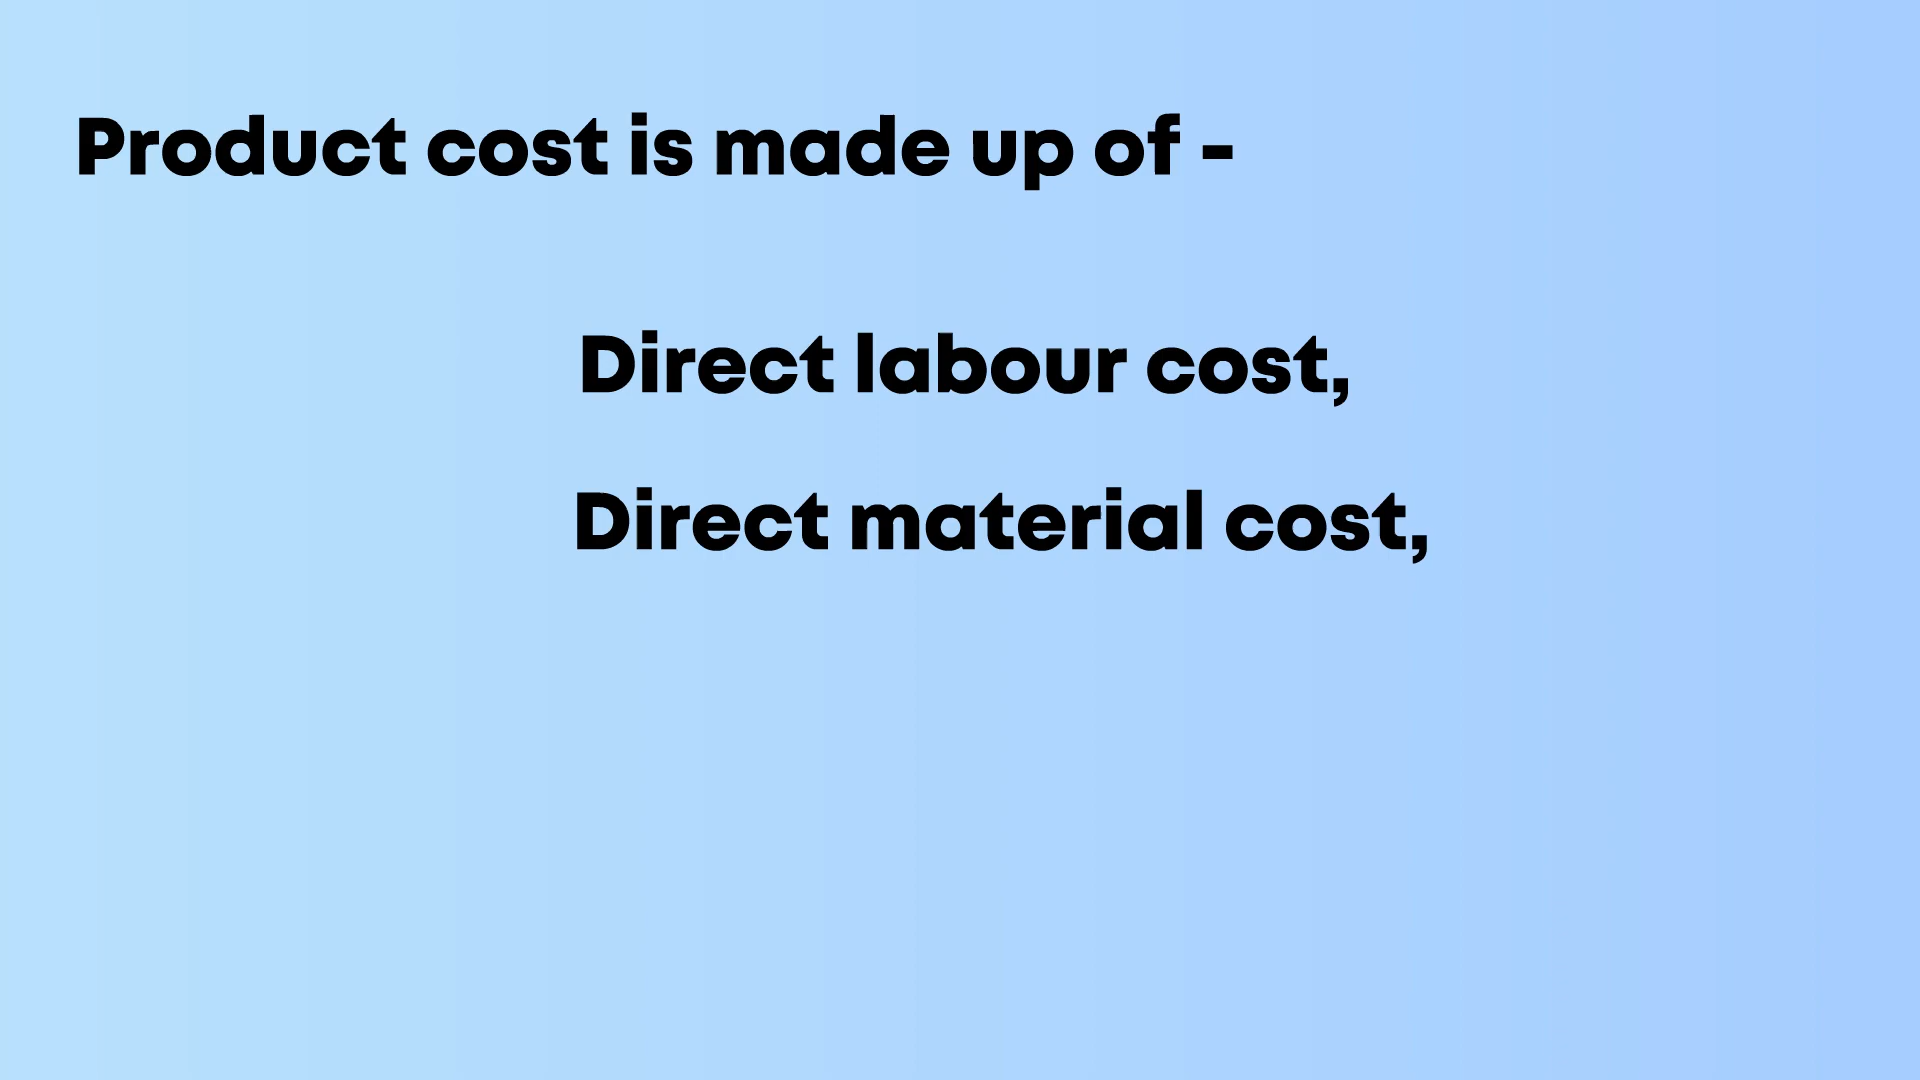 Product cost is made up of -
Direct labour cost,
Direct material cost,